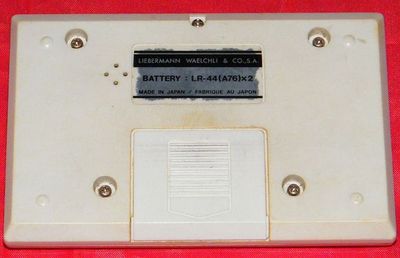 LIEBERMANN WAELCHLI & CO., S.A.
BATTERY : LR-44(A76)×2
MADE IN JAPAN / FABRIQUE AU JAPON